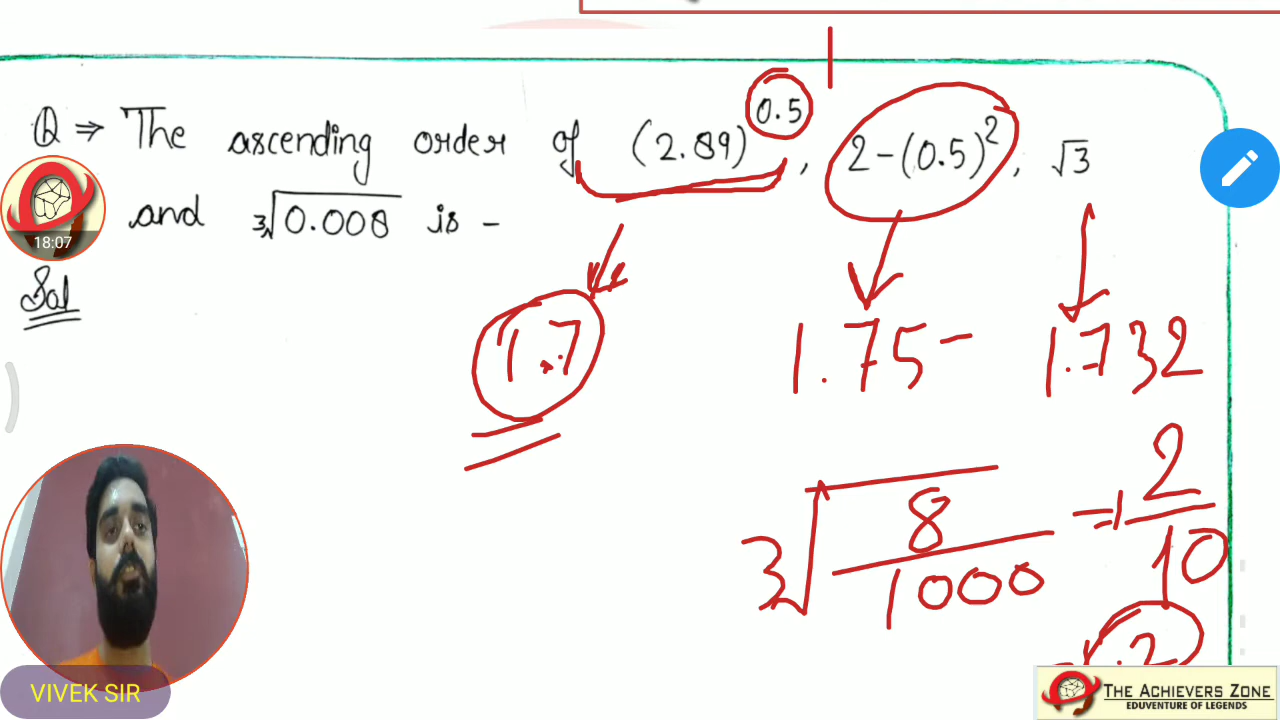 Q ⇒ The ascending order of (2.89)^0.5, 2-(0.5)^2, √3
and ∛0.008 is -
18:07
Sol
1.7 1.75- 1.732
∛(8/1000) = 2/10
.2
VIVEK SIR
THE ACHIEVERS ZONE
EDUVENTURE OF LEGENDS